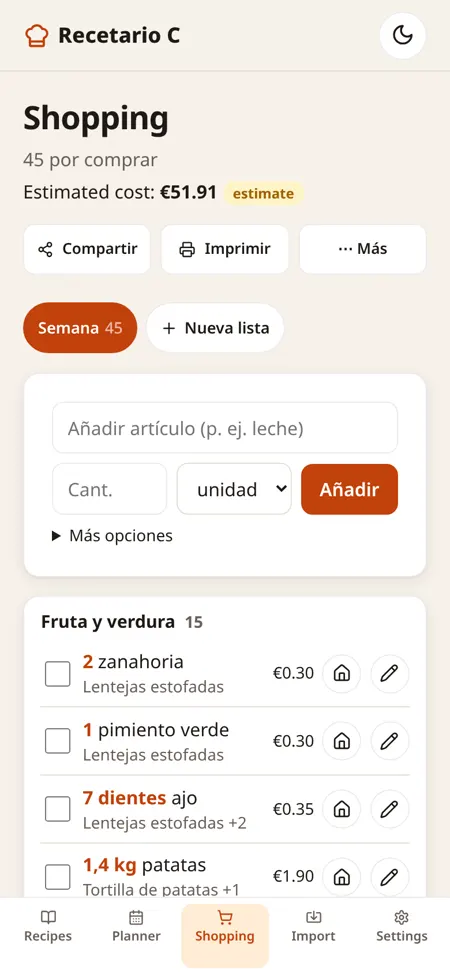 Recetario C
Shopping
45 por comprar
Estimated cost: €51.91 estimate
Compartir Imprimir ··· Más
Semana 45 + Nueva lista
Añadir artículo (p. ej. leche)
Cant. unidad Añadir
Más opciones
Fruta y verdura 15
2 zanahoria
Lentejas estofadas
€0.30
1 pimiento verde
Lentejas estofadas
€0.30
7 dientes ajo
Lentejas estofadas +2
€0.35
1,4 kg patatas
Tortilla de patatas +1
€1.90
Recipes Planner Shopping Import Settings